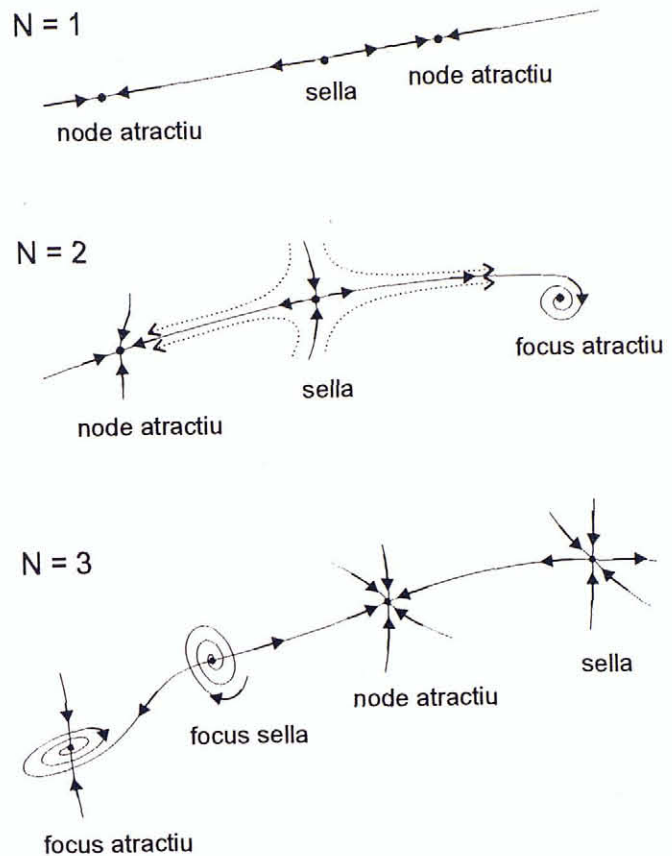 N = 1
node atractiu
sella
node atractiu
N = 2
node atractiu
sella
focus atractiu
N = 3
focus atractiu
focus sella
node atractiu
sella